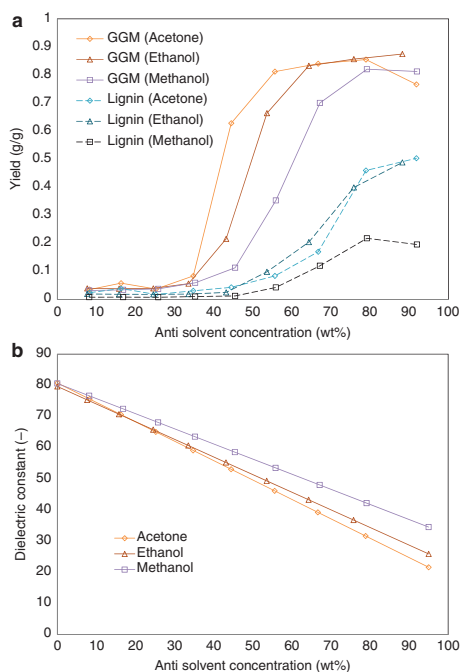 a
GGM (Acetone)
GGM (Ethanol)
GGM (Methanol)
Lignin (Acetone)
Lignin (Ethanol)
Lignin (Methanol)
Yield (g/g)
1
0.9
0.8
0.7
0.6
0.5
0.4
0.3
0.2
0.1
0
0 10 20 30 40 50 60 70 80 90 100
Anti solvent concentration (wt%)
b
Dielectric constant (–)
90
80
70
60
50
40
30
20
10
0
Acetone
Ethanol
Methanol
0 10 20 30 40 50 60 70 80 90 100
Anti solvent concentration (wt%)